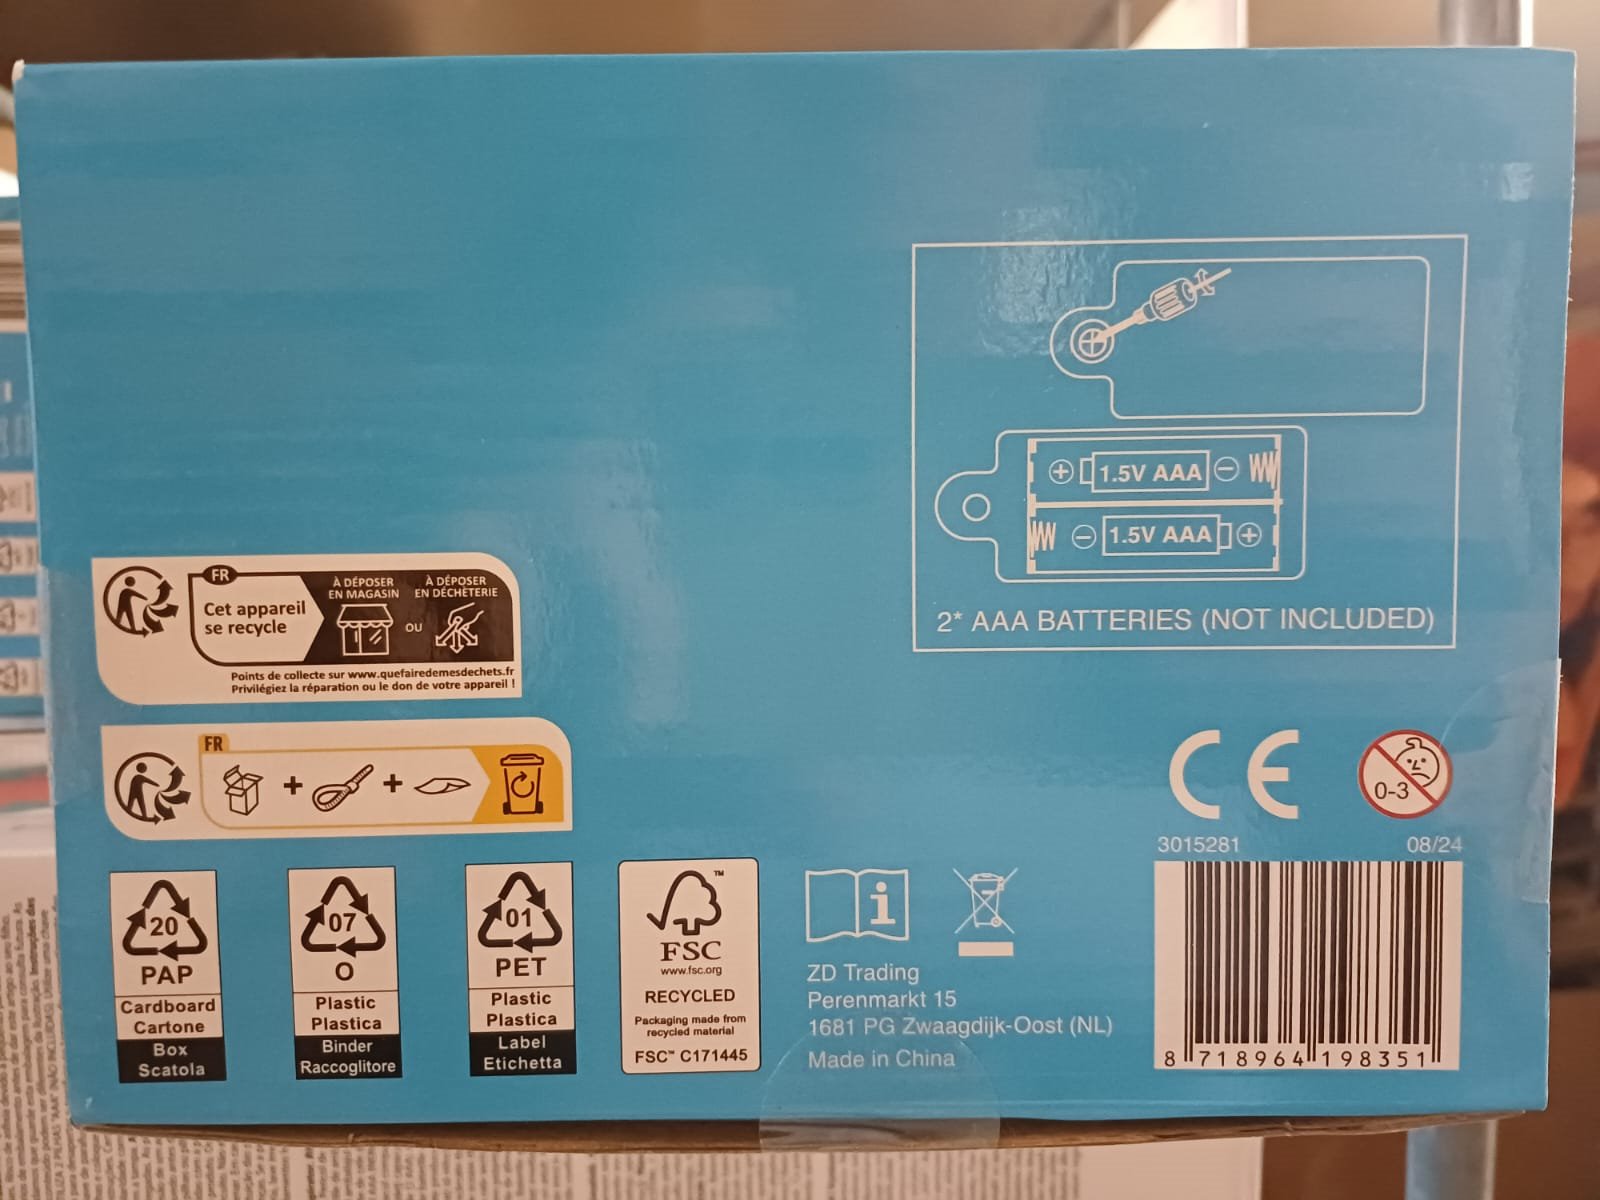 1.5V AAA
1.5V AAA
2* AAA BATTERIES (NOT INCLUDED)
FR
Cet appareil
se recycle
À DÉPOSER
EN MAGASIN
OU
À DÉPOSER
EN DÉCHÈTERIE
Points de collecte sur www.quefairedemesdechets.fr
Privilégiez la réparation ou le don de votre appareil !
FR
+ +
20
PAP
Cardboard
Cartone
Box
Scatola
07
O
Plastic
Plastica
Binder
Raccoglitore
01
PET
Plastic
Plastica
Label
Etichetta
TM
FSC
www.fsc.org
RECYCLED
Packaging made from
recycled material
FSC™ C171445
ZD Trading
Perenmarkt 15
1681 PG Zwaagdijk-Oost (NL)
Made in China
CE
0-3
3015281 08/24
8 718964 198351